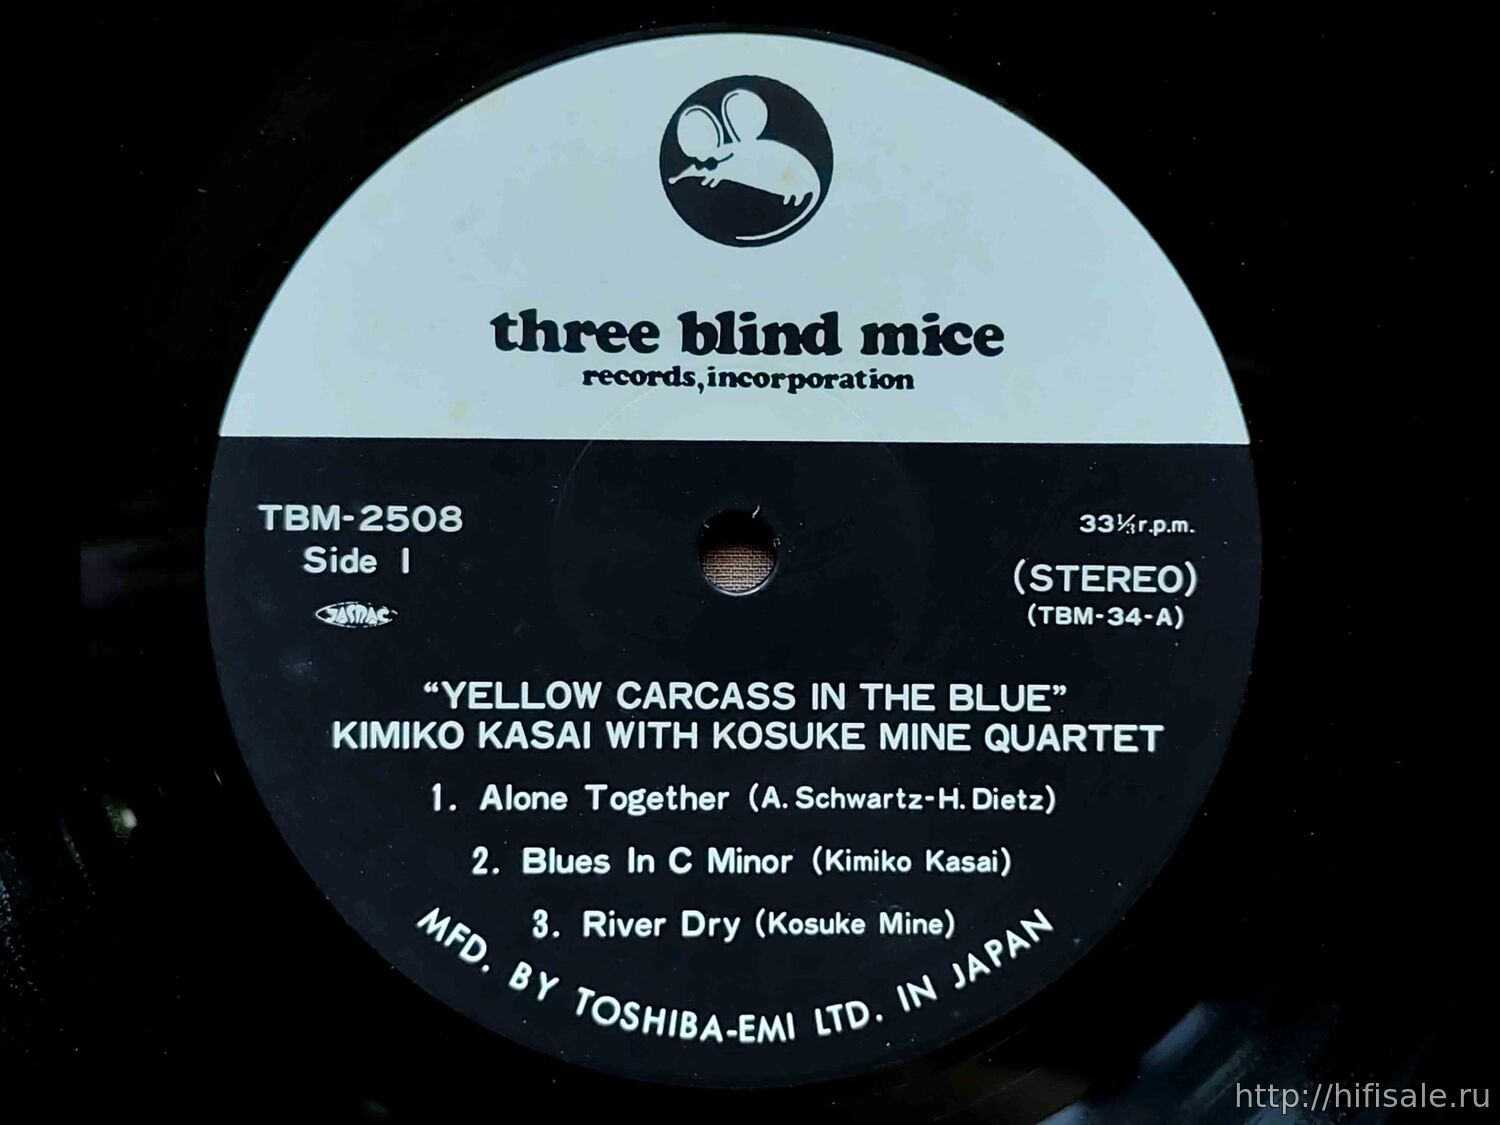 three blind mice
records, incorporation
TBM-2508
33⅓ r.p.m.
Side 1
(STEREO)
JASRAC
(TBM-34-A)
“YELLOW CARCASS IN THE BLUE”
KIMIKO KASAI WITH KOSUKE MINE QUARTET
1. Alone Together (A. Schwartz-H. Dietz)
2. Blues In C Minor (Kimiko Kasai)
3. River Dry (Kosuke Mine)
MFD. BY TOSHIBA-EMI LTD. IN JAPAN
http://hifisale.ru